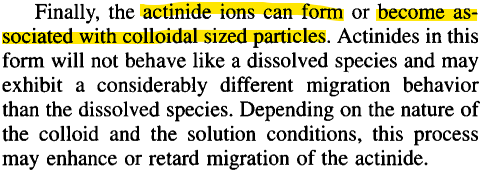 Finally, the actinide ions can form or become as-
sociated with colloidal sized particles. Actinides in this
form will not behave like a dissolved species and may
exhibit a considerably different migration behavior
than the dissolved species. Depending on the nature of
the colloid and the solution conditions, this process
may enhance or retard migration of the actinide.